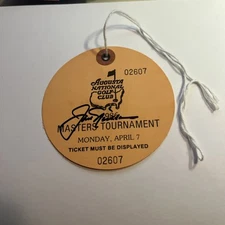 02607
AUGUSTA
NATIONAL
GOLF
CLUB
MASTERS TOURNAMENT
MONDAY, APRIL 7
TICKET MUST BE DISPLAYED
02607